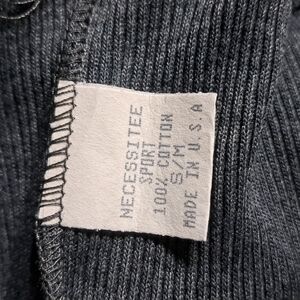 NECESSITEE
SPORT
100% COTTON
S/M
MADE IN U.S.A